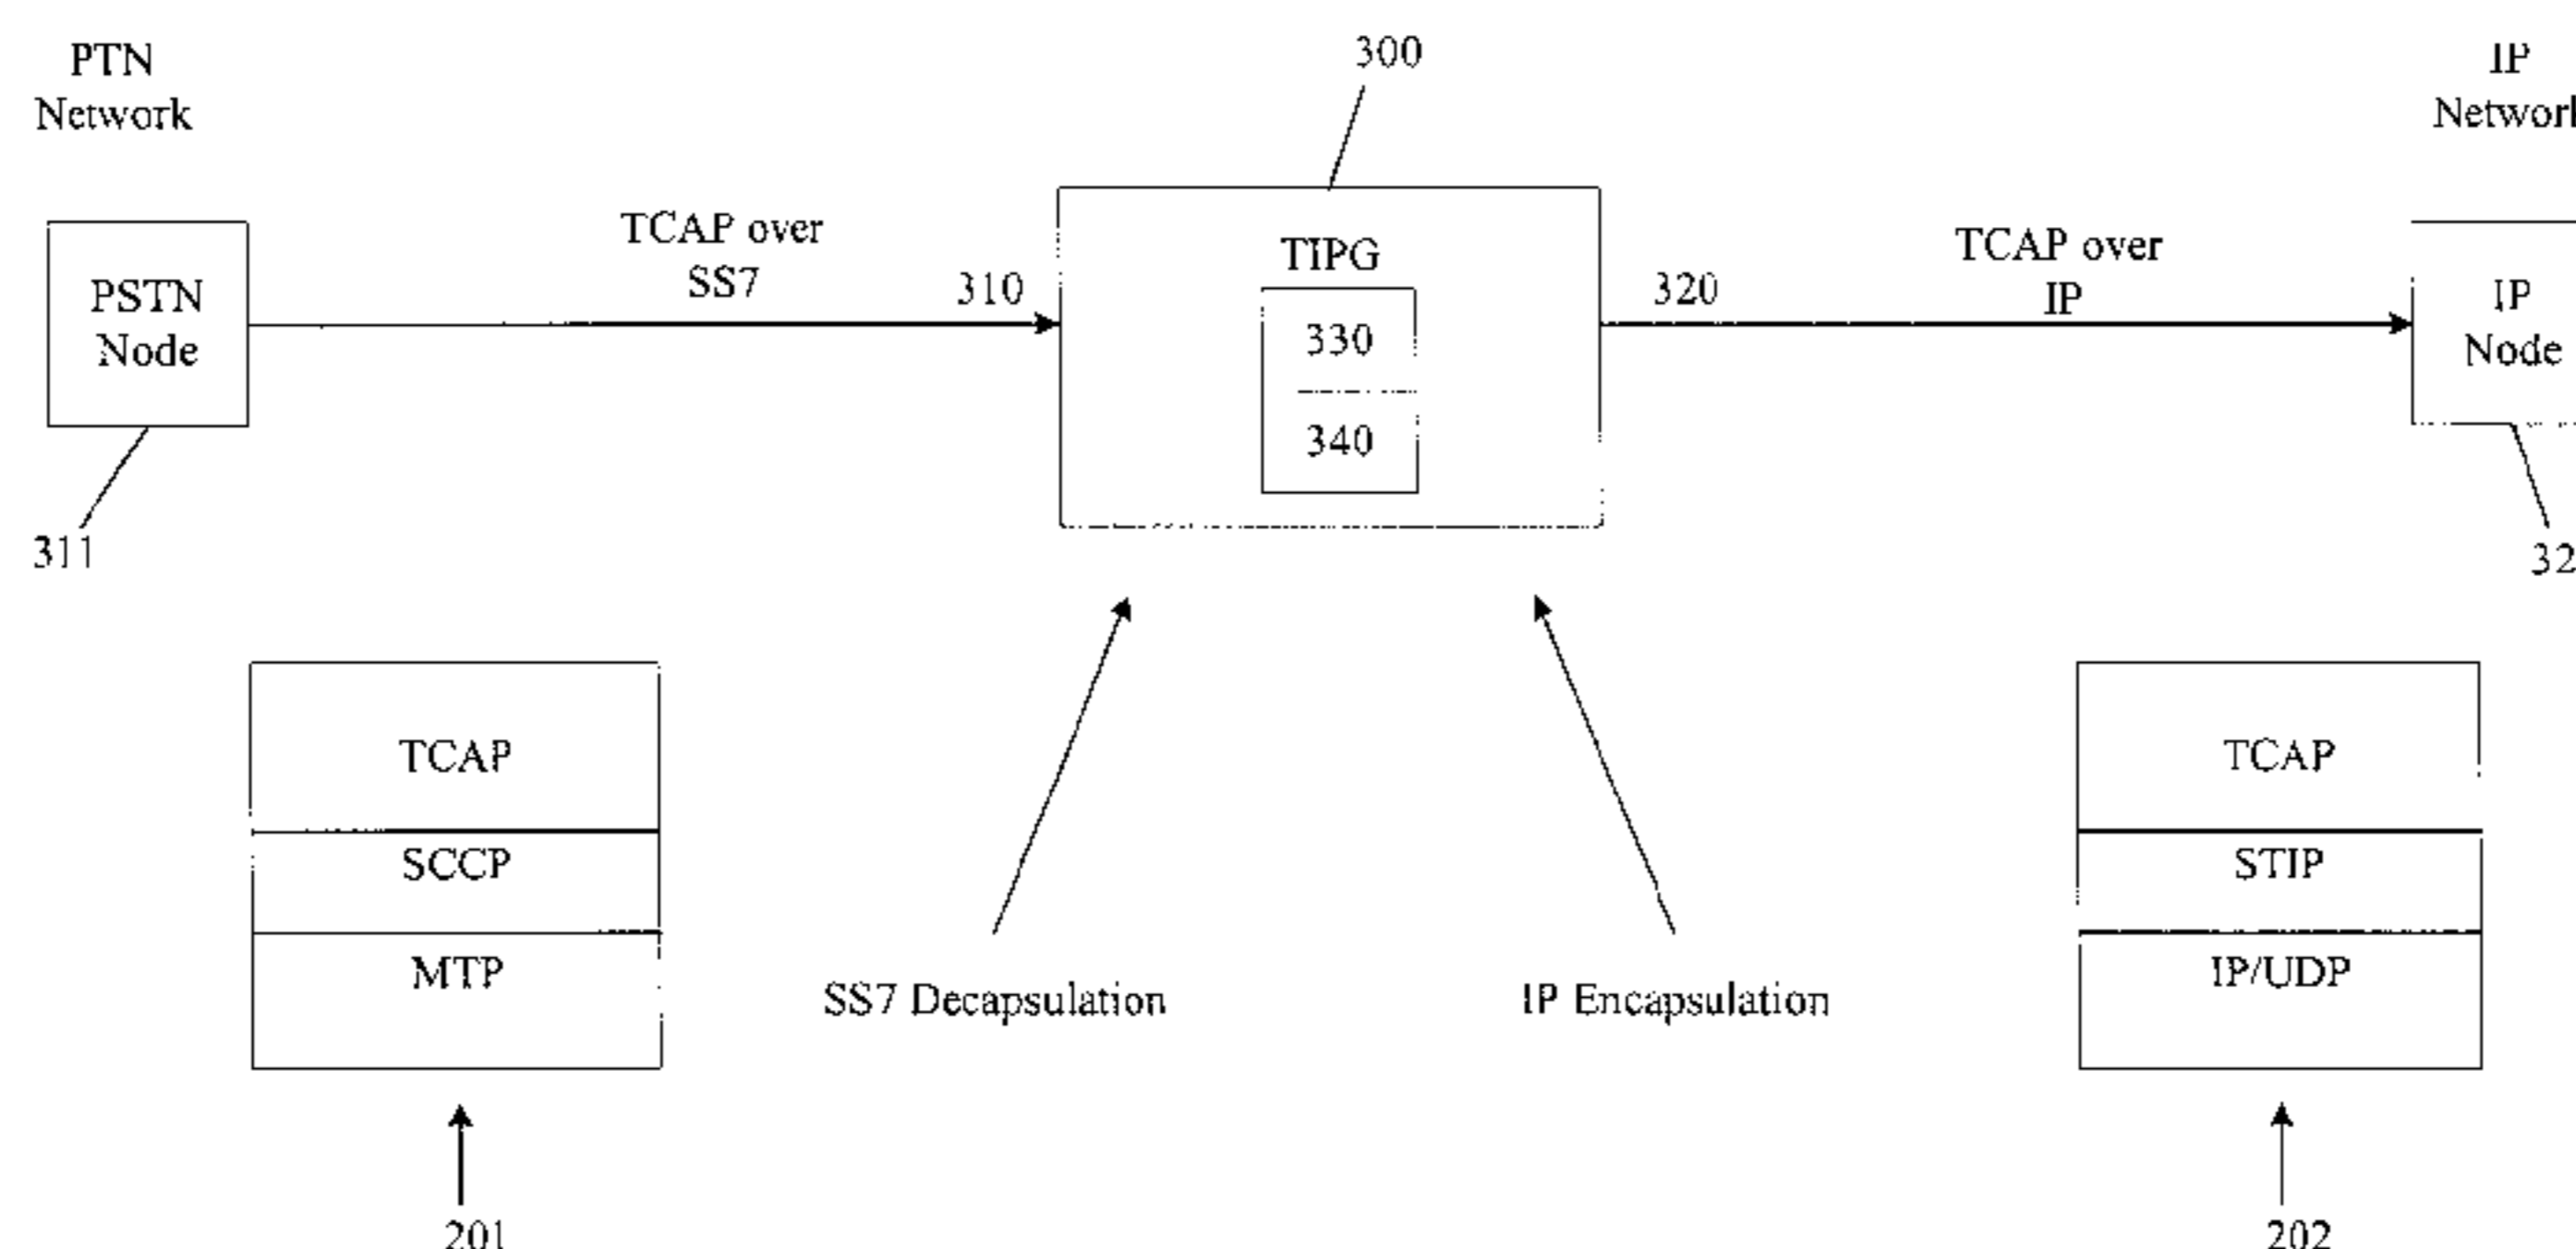 PTN
Network
300
IP
Network
TCAP over
SS7
310
TIPG
330
340
320
TCAP over
IP
PSTN
Node
IP
Node
311
32
TCAP
SCCP
MTP
TCAP
STIP
IP/UDP
SS7 Decapsulation
IP Encapsulation
201
202